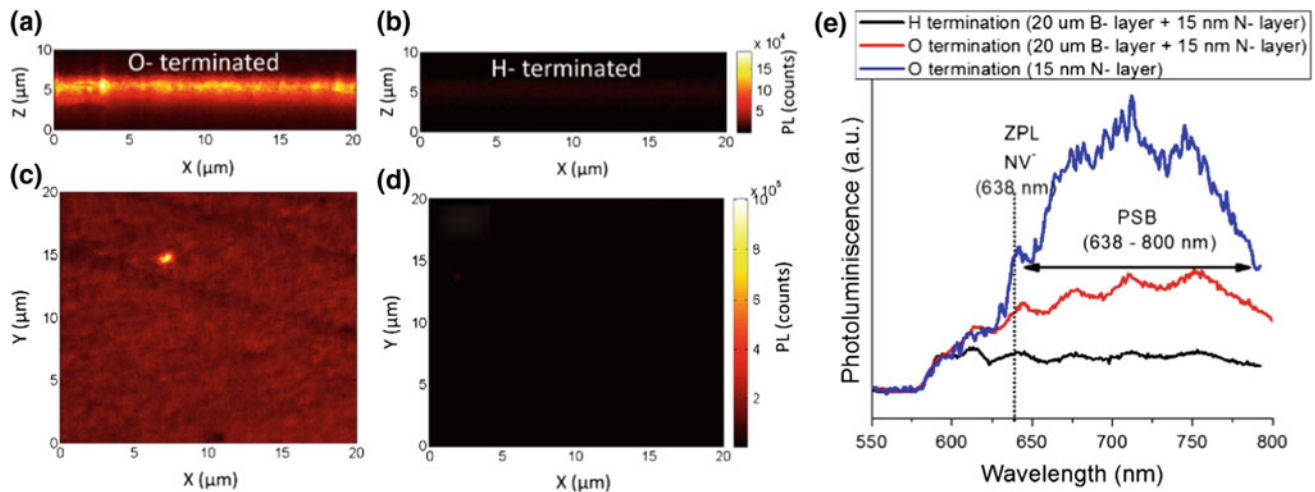 (a)
O- terminated
10
5
0
Z (μm)
0 5 10 15 20
X (μm)
(b)
H- terminated
10
5
0
Z (μm)
0 5 10 15 20
X (μm)
× 10⁴
15
10
5
PL (counts)
(c)
20
15
10
5
0
Y (μm)
0 5 10 15 20
X (μm)
(d)
20
15
10
5
0
Y (μm)
0 5 10 15 20
X (μm)
× 10⁵
10
8
6
4
2
PL (counts)
(e)
H termination (20 um B- layer + 15 nm N- layer)
O termination (20 um B- layer + 15 nm N- layer)
O termination (15 nm N- layer)
ZPL
NV⁻
(638 nm)
PSB
(638 - 800 nm)
Photoluminiscence (a.u.)
550 600 650 700 750 800
Wavelength (nm)